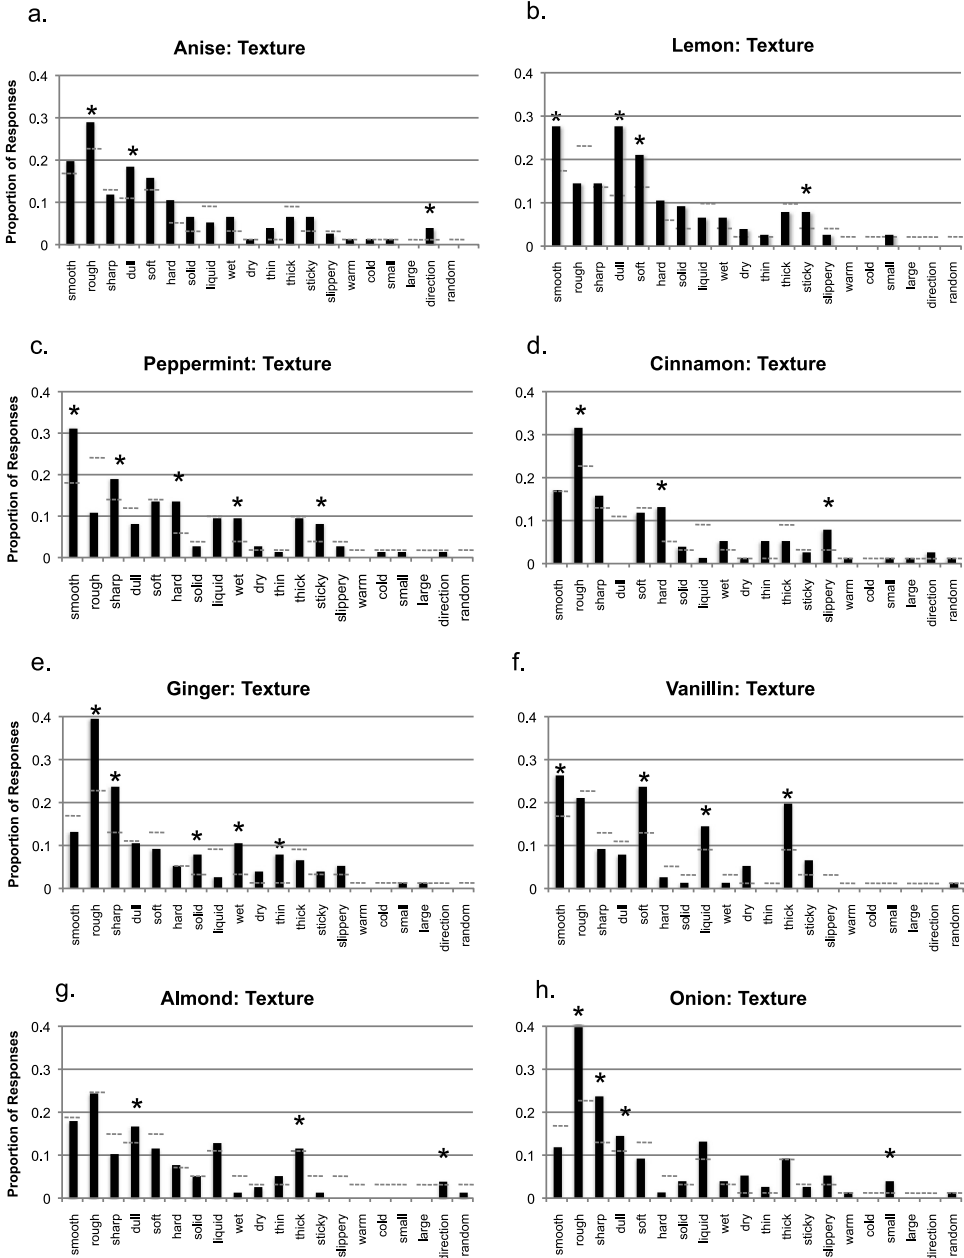 a.
Anise: Texture
Proportion of Responses
0.4
0.3
0.2
0.1
0
smooth
rough
sharp
dull
soft
hard
solid
liquid
wet
dry
thin
thick
sticky
slippery
warm
cold
small
large
direction
random
b.
Lemon: Texture
0.4
0.3
0.2
0.1
0
smooth
rough
sharp
dull
soft
hard
solid
liquid
wet
dry
thin
thick
sticky
slippery
warm
cold
small
large
direction
random
c.
Peppermint: Texture
Proportion of Responses
0.4
0.3
0.2
0.1
0
smooth
rough
sharp
dull
soft
hard
solid
liquid
wet
dry
thin
thick
sticky
slippery
warm
cold
small
large
direction
random
d.
Cinnamon: Texture
0.4
0.3
0.2
0.1
0
smooth
rough
sharp
dull
soft
hard
solid
liquid
wet
dry
thin
thick
sticky
slippery
warm
cold
small
large
direction
random
e.
Ginger: Texture
Proportion of Responses
0.4
0.3
0.2
0.1
0
smooth
rough
sharp
dull
soft
hard
solid
liquid
wet
dry
thin
thick
sticky
slippery
warm
cold
small
large
direction
random
f.
Vanillin: Texture
0.4
0.3
0.2
0.1
0
smooth
rough
sharp
dull
soft
hard
solid
liquid
wet
dry
thin
thick
sticky
slippery
warm
cold
small
large
direction
random
g.
Almond: Texture
Proportion of Responses
0.4
0.3
0.2
0.1
0
smooth
rough
sharp
dull
soft
hard
solid
liquid
wet
dry
thin
thick
sticky
slippery
warm
cold
small
large
direction
random
h.
Onion: Texture
0.4
0.3
0.2
0.1
0
smooth
rough
sharp
dull
soft
hard
solid
liquid
wet
dry
thin
thick
sticky
slippery
warm
cold
small
large
direction
random